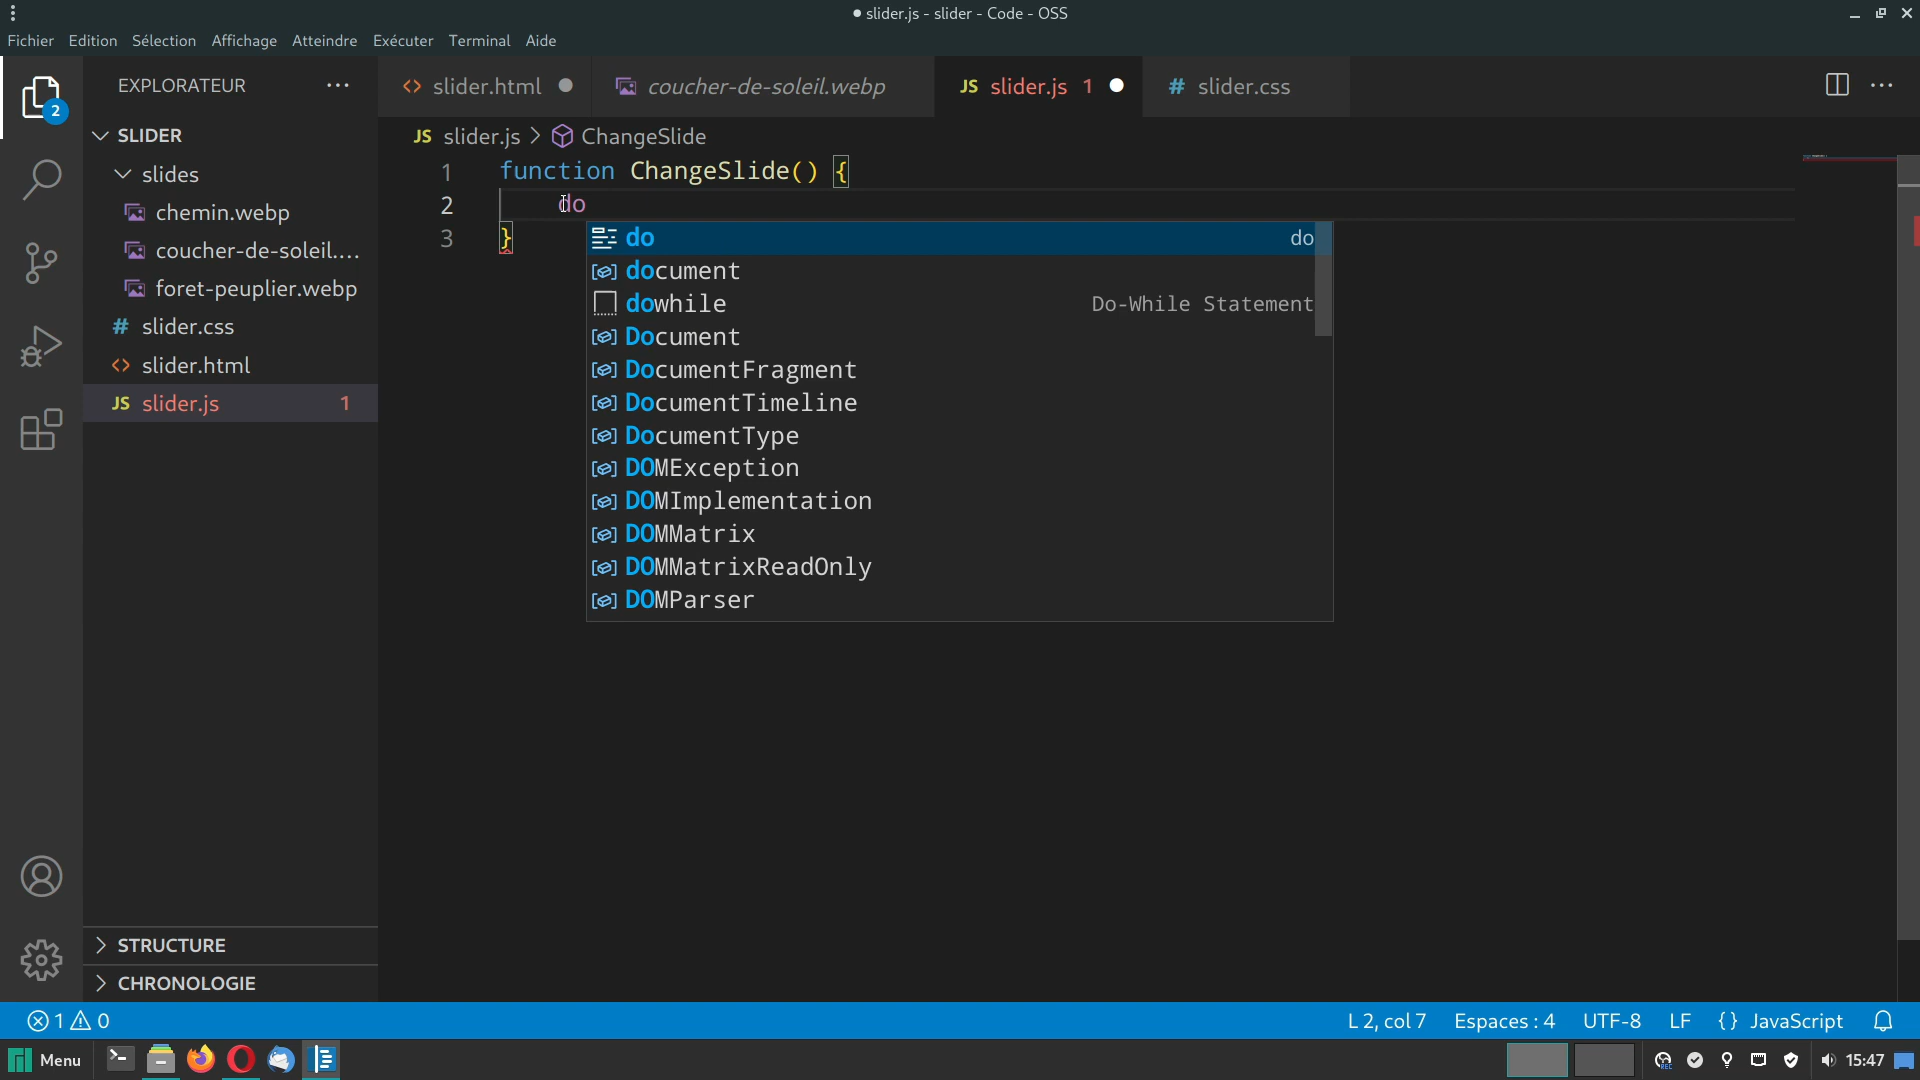 slider.js - slider - Code - OSS
Fichier Edition Sélection Affichage Atteindre Exécuter Terminal Aide
EXPLORATEUR
slider.html
coucher-de-soleil.webp
JS slider.js 1
# slider.css
2
SLIDER
JS slider.js > ChangeSlide
slides
chemin.webp
coucher-de-soleil....
foret-peuplier.webp
# slider.css
<> slider.html
JS slider.js 1
1 function ChangeSlide() {
2 do
3 }
do do
document
dowhile Do-While Statement
Document
DocumentFragment
DocumentTimeline
DocumentType
DOMException
DOMImplementation
DOMMatrix
DOMMatrixReadOnly
DOMParser
STRUCTURE
CHRONOLOGIE
1 0 L 2, col 7 Espaces : 4 UTF-8 LF {} JavaScript
Menu 15:47